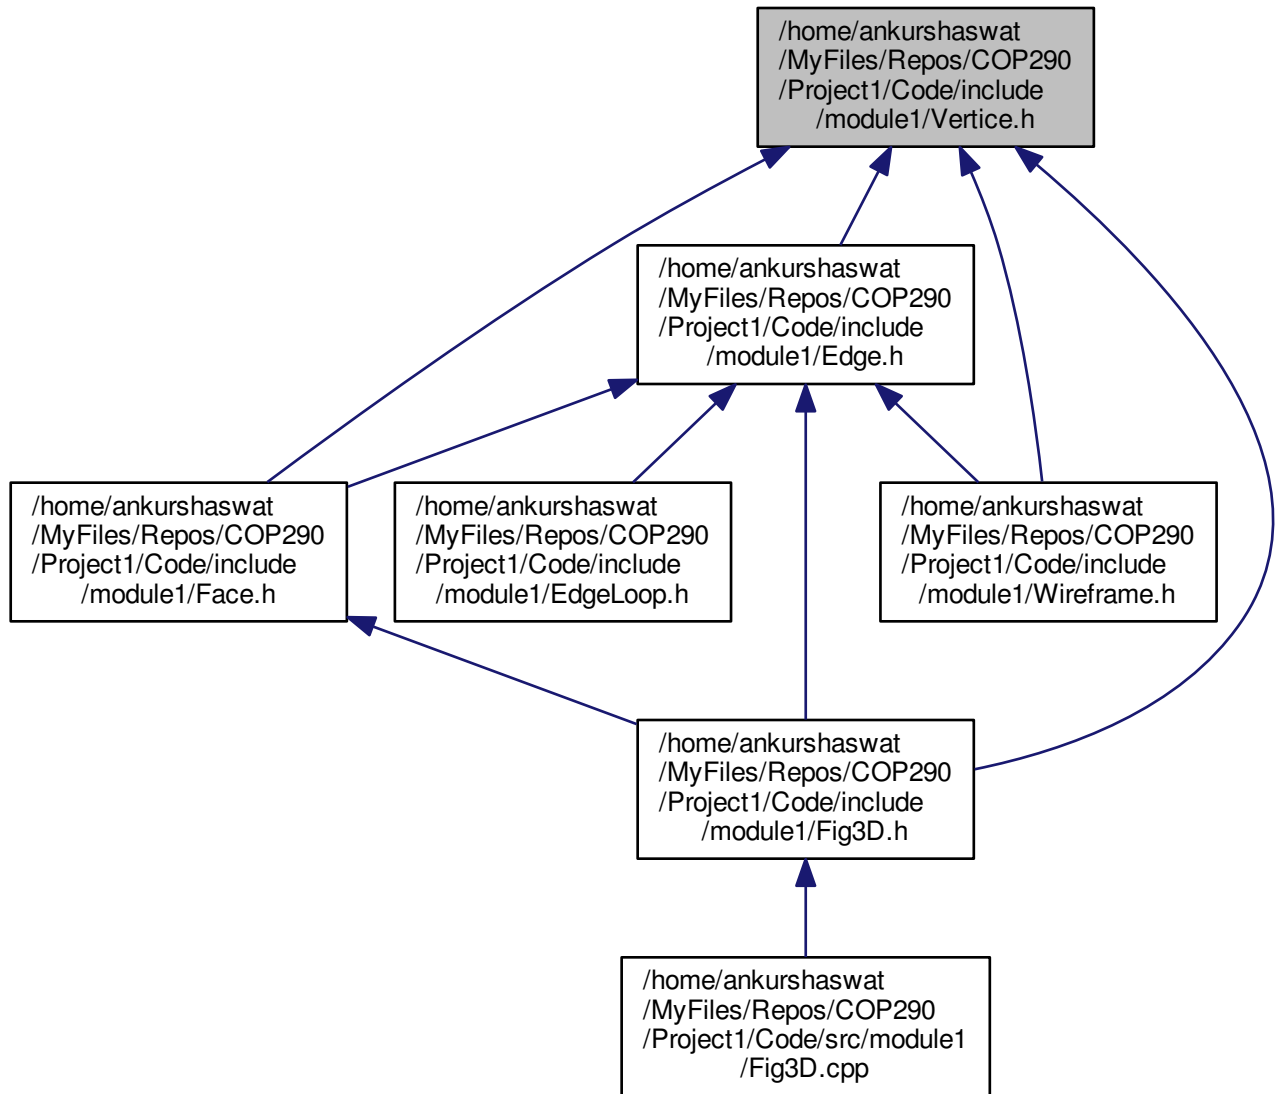 /home/ankurshaswat
/MyFiles/Repos/COP290
/Project1/Code/include
/module1/Vertice.h
/home/ankurshaswat
/MyFiles/Repos/COP290
/Project1/Code/include
/module1/Edge.h
/home/ankurshaswat
/MyFiles/Repos/COP290
/Project1/Code/include
/module1/Face.h
/home/ankurshaswat
/MyFiles/Repos/COP290
/Project1/Code/include
/module1/EdgeLoop.h
/home/ankurshaswat
/MyFiles/Repos/COP290
/Project1/Code/include
/module1/Wireframe.h
/home/ankurshaswat
/MyFiles/Repos/COP290
/Project1/Code/include
/module1/Fig3D.h
/home/ankurshaswat
/MyFiles/Repos/COP290
/Project1/Code/src/module1
/Fig3D.cpp